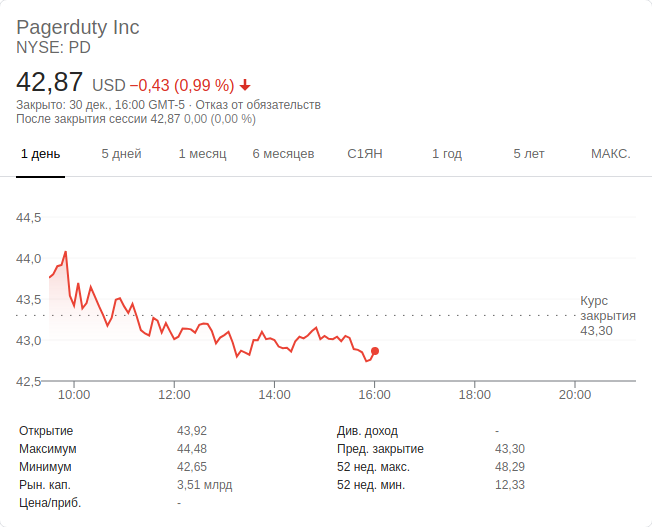 Pagerduty Inc
NYSE: PD
42,87 USD −0,43 (0,99 %)
Закрыто: 30 дек., 16:00 GMT-5 · Отказ от обязательств
После закрытия сессии 42,87 0,00 (0,00 %)
1 день 5 дней 1 месяц 6 месяцев С1ЯН 1 год 5 лет МАКС.
44,5
44,0
43,5
43,0
42,5
Курс
закрытия
43,30
10:00 12:00 14:00 16:00 18:00 20:00
Открытие 43,92 Див. доход -
Максимум 44,48 Пред. закрытие 43,30
Минимум 42,65 52 нед. макс. 48,29
Рын. кап. 3,51 млрд 52 нед. мин. 12,33
Цена/приб. -